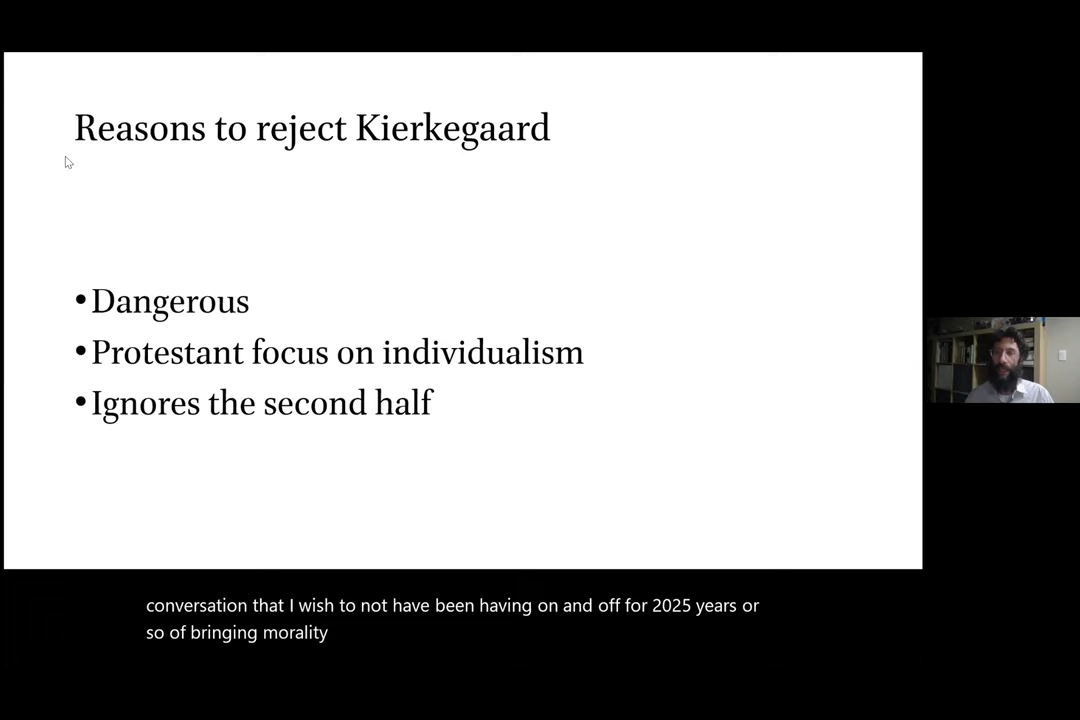 Reasons to reject Kierkegaard
•Dangerous
•Protestant focus on individualism
•Ignores the second half
conversation that I wish to not have been having on and off for 2025 years or
so of bringing morality